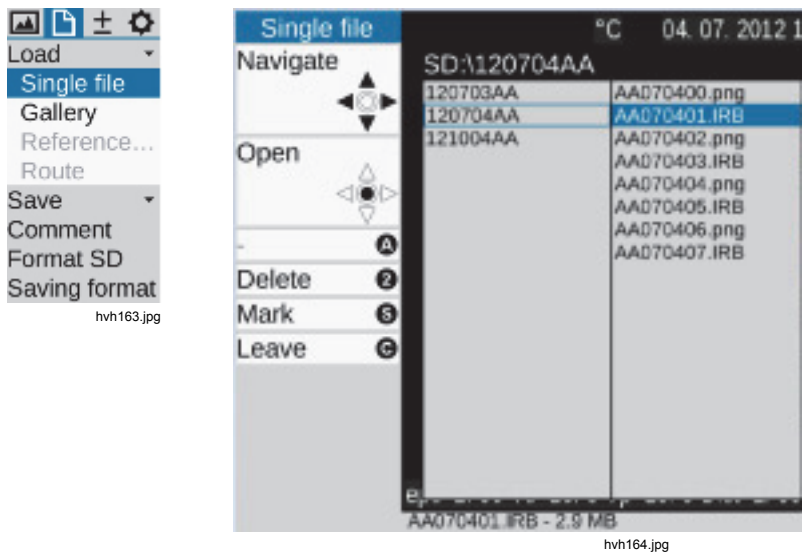 Load
Single file
Gallery
Reference...
Route
Save
Comment
Format SD
Saving format
hvh163.jpg
Single file
Navigate
Open
-
A
Delete 2
Mark S
Leave C
°C 04. 07. 2012 1
SD:\120704AA
120703AA AA070400.png
120704AA AA070401.IRB
121004AA AA070402.png
AA070403.IRB
AA070404.png
AA070405.IRB
AA070406.png
AA070407.IRB
AA070401.IRB - 2.9 MB
hvh164.jpg